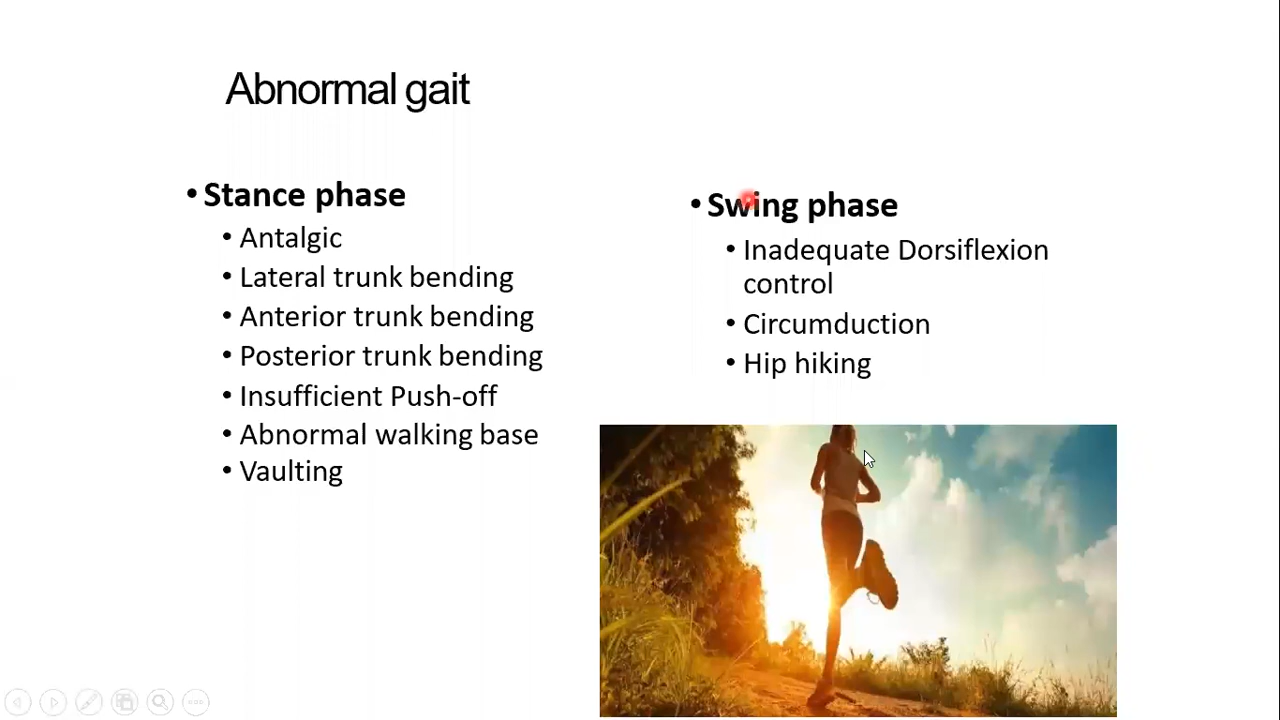 Abnormal gait
• Stance phase
• Antalgic
• Lateral trunk bending
• Anterior trunk bending
• Posterior trunk bending
• Insufficient Push-off
• Abnormal walking base
• Vaulting
• Swing phase
• Inadequate Dorsiflexion
control
• Circumduction
• Hip hiking